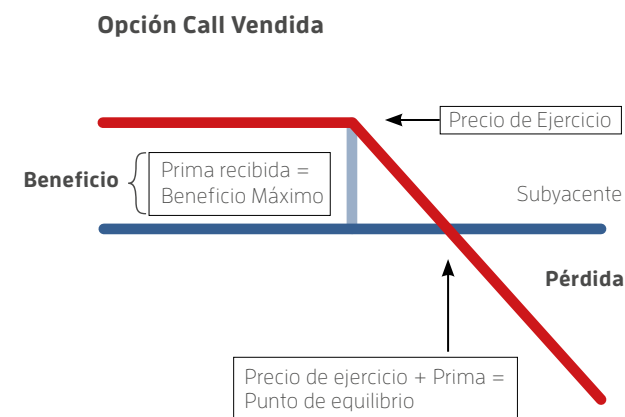 Opción Call Vendida
Precio de Ejercicio
Beneficio
Prima recibida =
Beneficio Máximo
Subyacente
Pérdida
Precio de ejercicio + Prima =
Punto de equilibrio